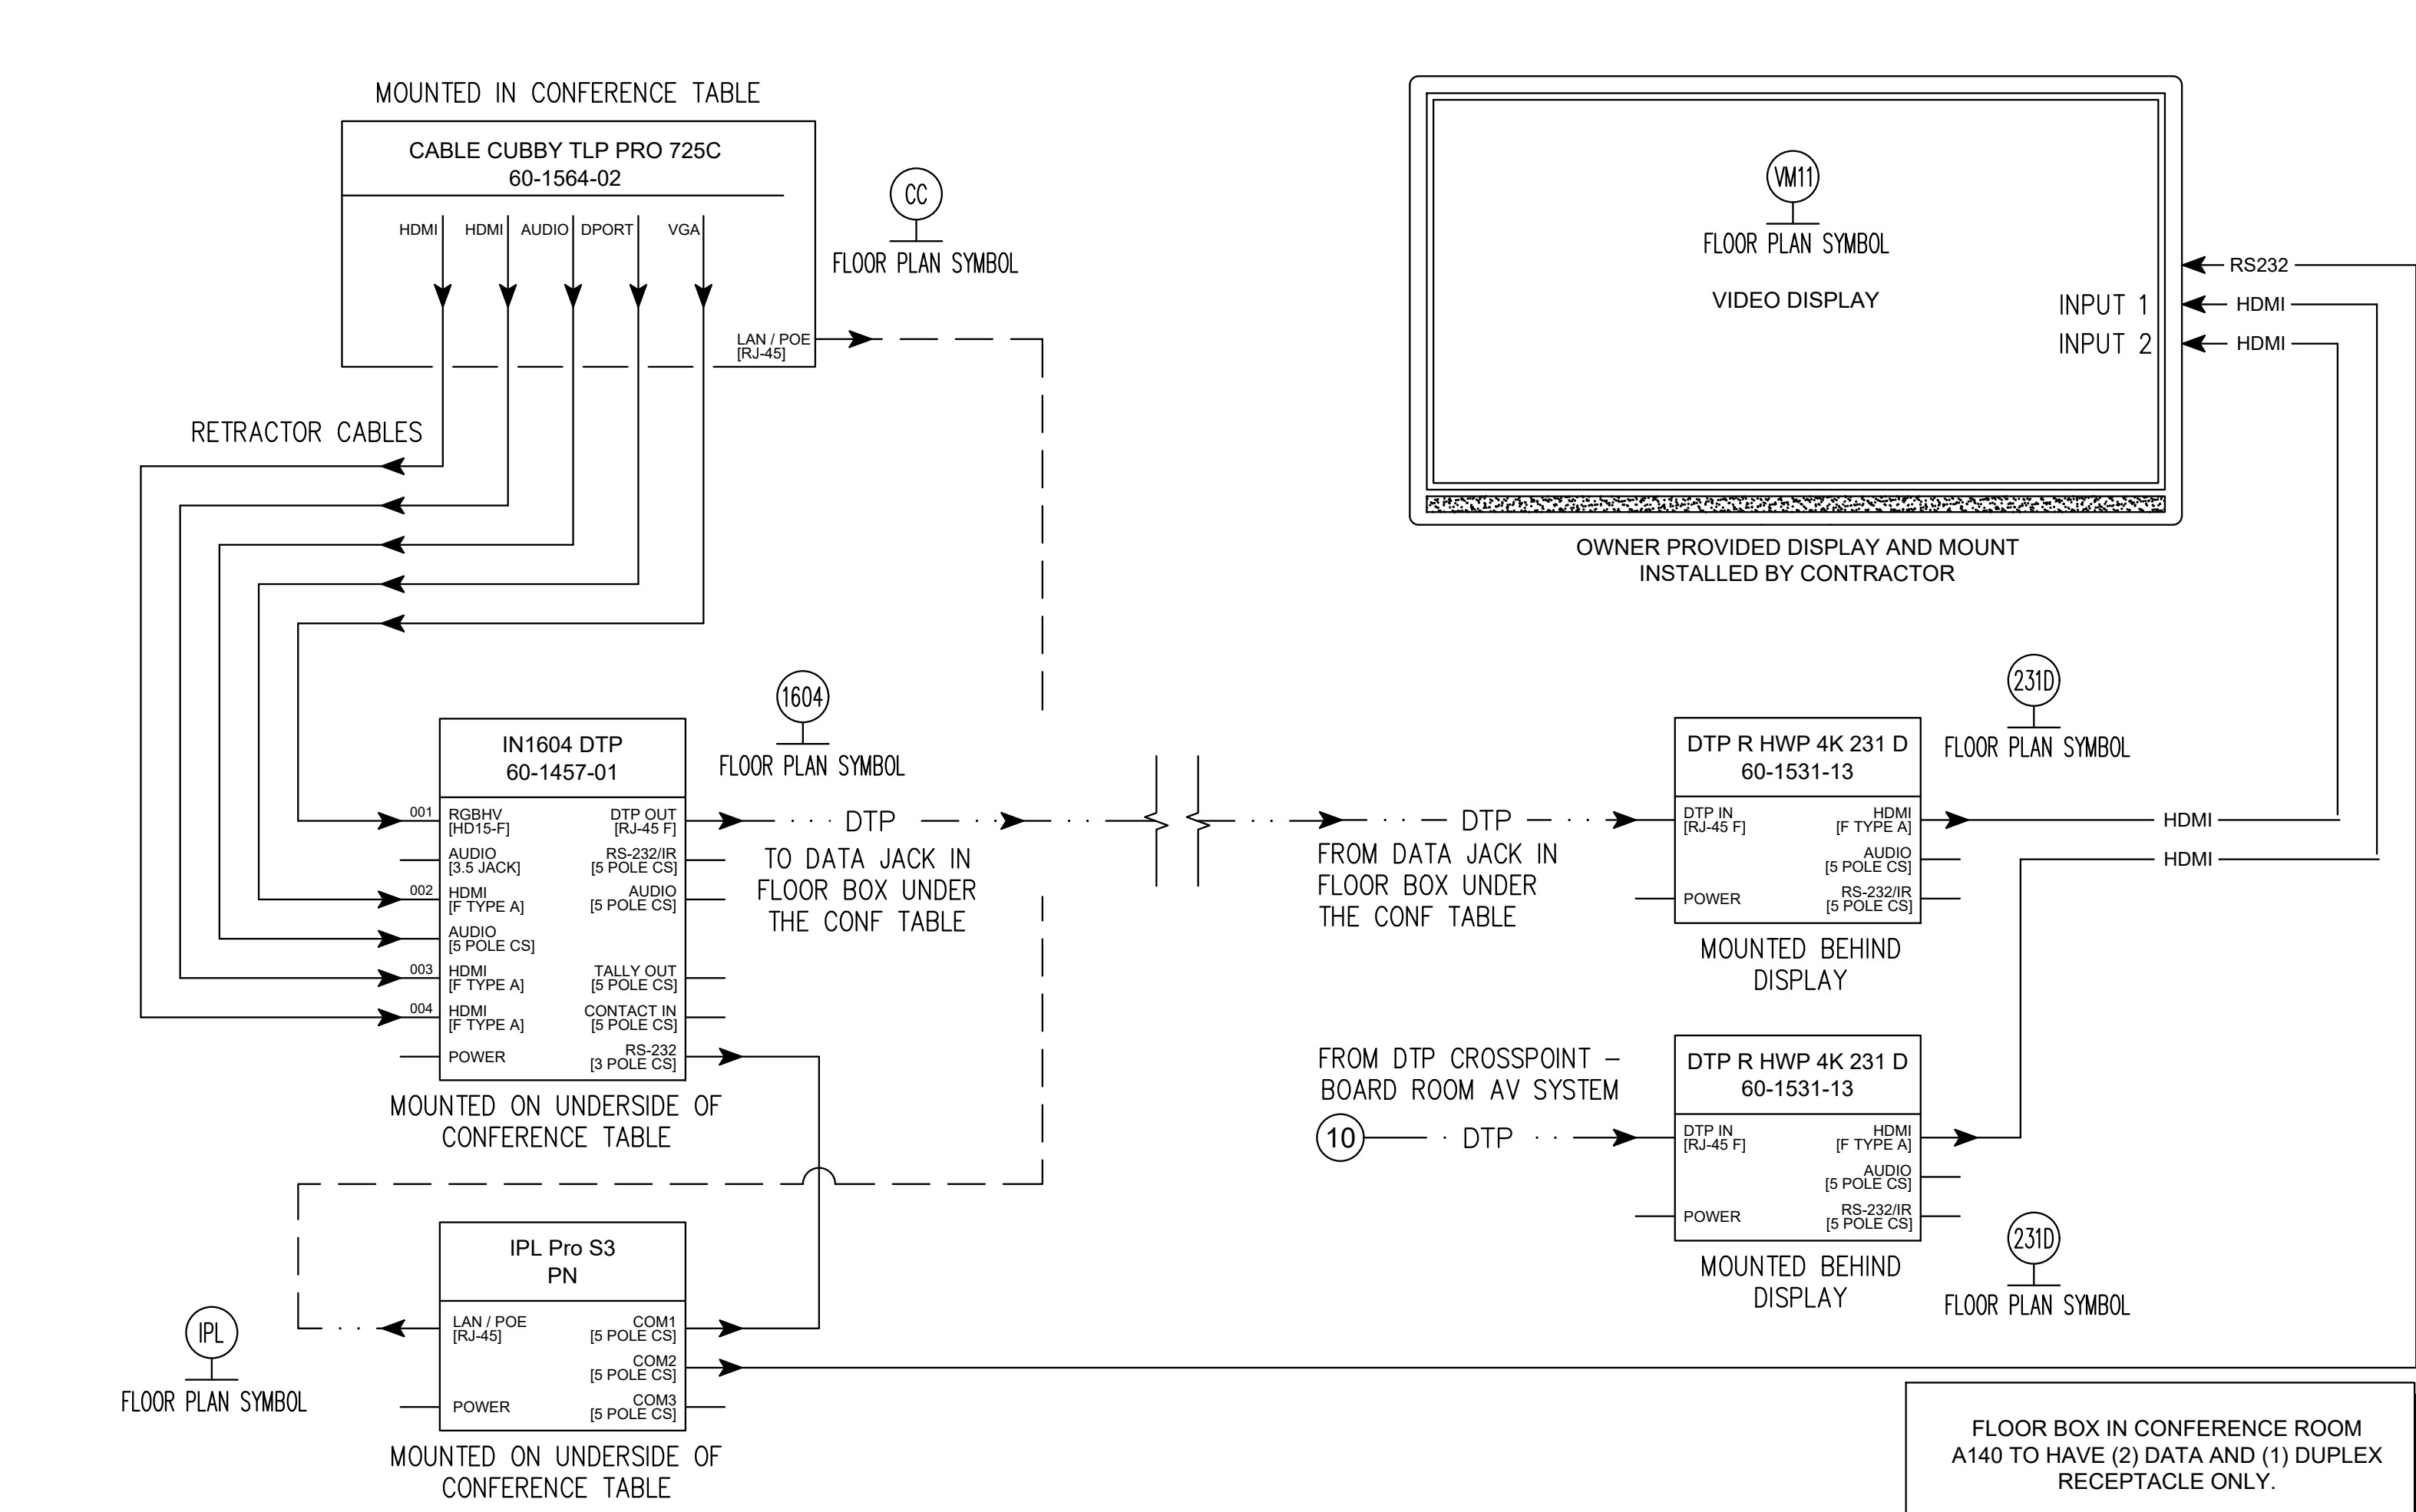 MOUNTED IN CONFERENCE TABLE
CABLE CUBBY TLP PRO 725C
60-1564-02
HDMI
HDMI
AUDIO
DPORT
VGA
LAN / POE
[RJ-45]
CC
FLOOR PLAN SYMBOL
RETRACTOR CABLES
VM11
FLOOR PLAN SYMBOL
VIDEO DISPLAY
INPUT 1
INPUT 2
RS232
HDMI
HDMI
OWNER PROVIDED DISPLAY AND MOUNT
INSTALLED BY CONTRACTOR
1604
FLOOR PLAN SYMBOL
IN1604 DTP
60-1457-01
001
RGBHV
[HD15-F]
AUDIO
[3.5 JACK]
002
HDMI
[F TYPE A]
AUDIO
[5 POLE CS]
003
HDMI
[F TYPE A]
004
HDMI
[F TYPE A]
POWER
DTP OUT
[RJ-45 F]
RS-232/IR
[5 POLE CS]
AUDIO
[5 POLE CS]
TALLY OUT
[5 POLE CS]
CONTACT IN
[5 POLE CS]
RS-232
[3 POLE CS]
MOUNTED ON UNDERSIDE OF
CONFERENCE TABLE
DTP
TO DATA JACK IN
FLOOR BOX UNDER
THE CONF TABLE
DTP
FROM DATA JACK IN
FLOOR BOX UNDER
THE CONF TABLE
231D
FLOOR PLAN SYMBOL
DTP R HWP 4K 231 D
60-1531-13
DTP IN
[RJ-45 F]
POWER
HDMI
[F TYPE A]
AUDIO
[5 POLE CS]
RS-232/IR
[5 POLE CS]
HDMI
HDMI
MOUNTED BEHIND
DISPLAY
FROM DTP CROSSPOINT –
BOARD ROOM AV SYSTEM
10
DTP
DTP R HWP 4K 231 D
60-1531-13
DTP IN
[RJ-45 F]
POWER
HDMI
[F TYPE A]
AUDIO
[5 POLE CS]
RS-232/IR
[5 POLE CS]
MOUNTED BEHIND
DISPLAY
231D
FLOOR PLAN SYMBOL
IPL Pro S3
PN
LAN / POE
[RJ-45]
POWER
COM1
[5 POLE CS]
COM2
[5 POLE CS]
COM3
[5 POLE CS]
IPL
FLOOR PLAN SYMBOL
MOUNTED ON UNDERSIDE OF
CONFERENCE TABLE
FLOOR BOX IN CONFERENCE ROOM
A140 TO HAVE (2) DATA AND (1) DUPLEX
RECEPTACLE ONLY.